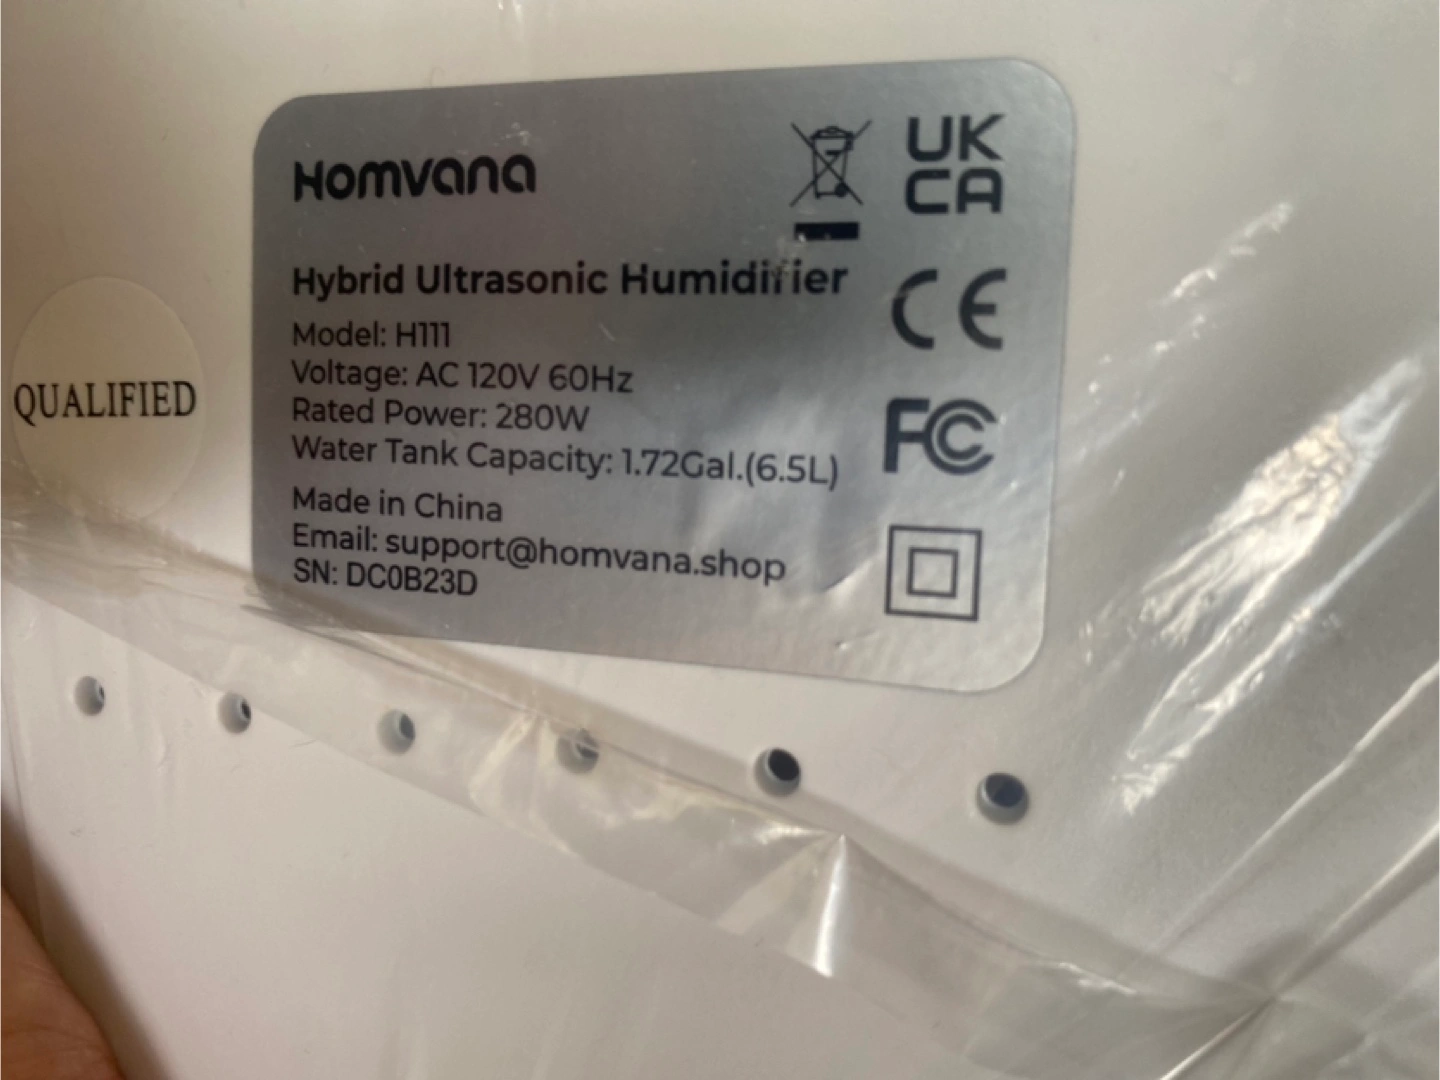 Homvana
UK
CA
Hybrid Ultrasonic Humidifier
CE
Model: H111
Voltage: AC 120V 60Hz
QUALIFIED
Rated Power: 280W
FC
Water Tank Capacity: 1.72Gal.(6.5L)
Made in China
Email: support@homvana.shop
SN: DC0B23D